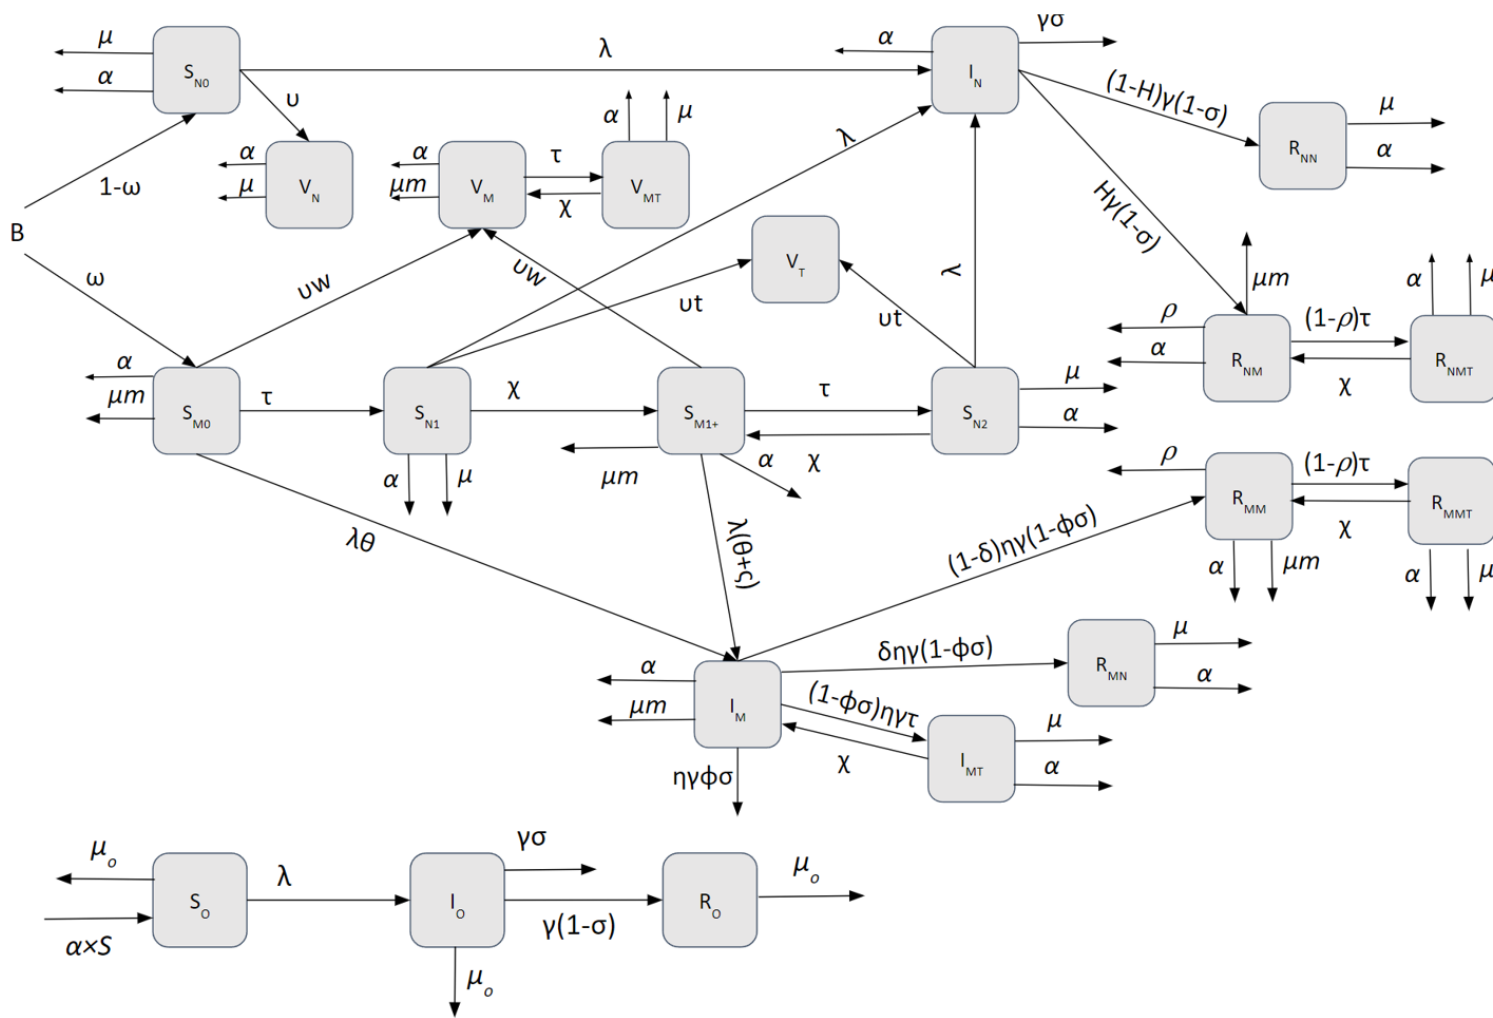 μ
α
S_N0
υ
λ
α
I_N
γσ
(1-H)γ(1-σ)
R_NN
μ
α
B
1-ω
ω
α
μ
V_N
α
μm
V_M
τ
χ
α
μ
V_MT
λ
Hγ(1-σ)
υw
υw
V_T
υt
υt
λ
μm
ρ
α
R_NM
(1-ρ)τ
χ
α
μ
R_NMT
α
μm
S_M0
τ
S_N1
α
μ
χ
S_M1+
μm
α
τ
χ
S_N2
μ
α
ρ
R_MM
(1-ρ)τ
χ
R_MMT
α
μm
α
μ
λθ
λ(θ+ς)
(1-δ)ηγ(1-ϕσ)
α
μm
I_M
ηγϕσ
δηγ(1-ϕσ)
R_MN
μ
α
(1-ϕσ)ηγτ
χ
I_MT
μ
α
μ_o
α×S
S_O
λ
I_O
γσ
γ(1-σ)
μ_o
R_O
μ_o